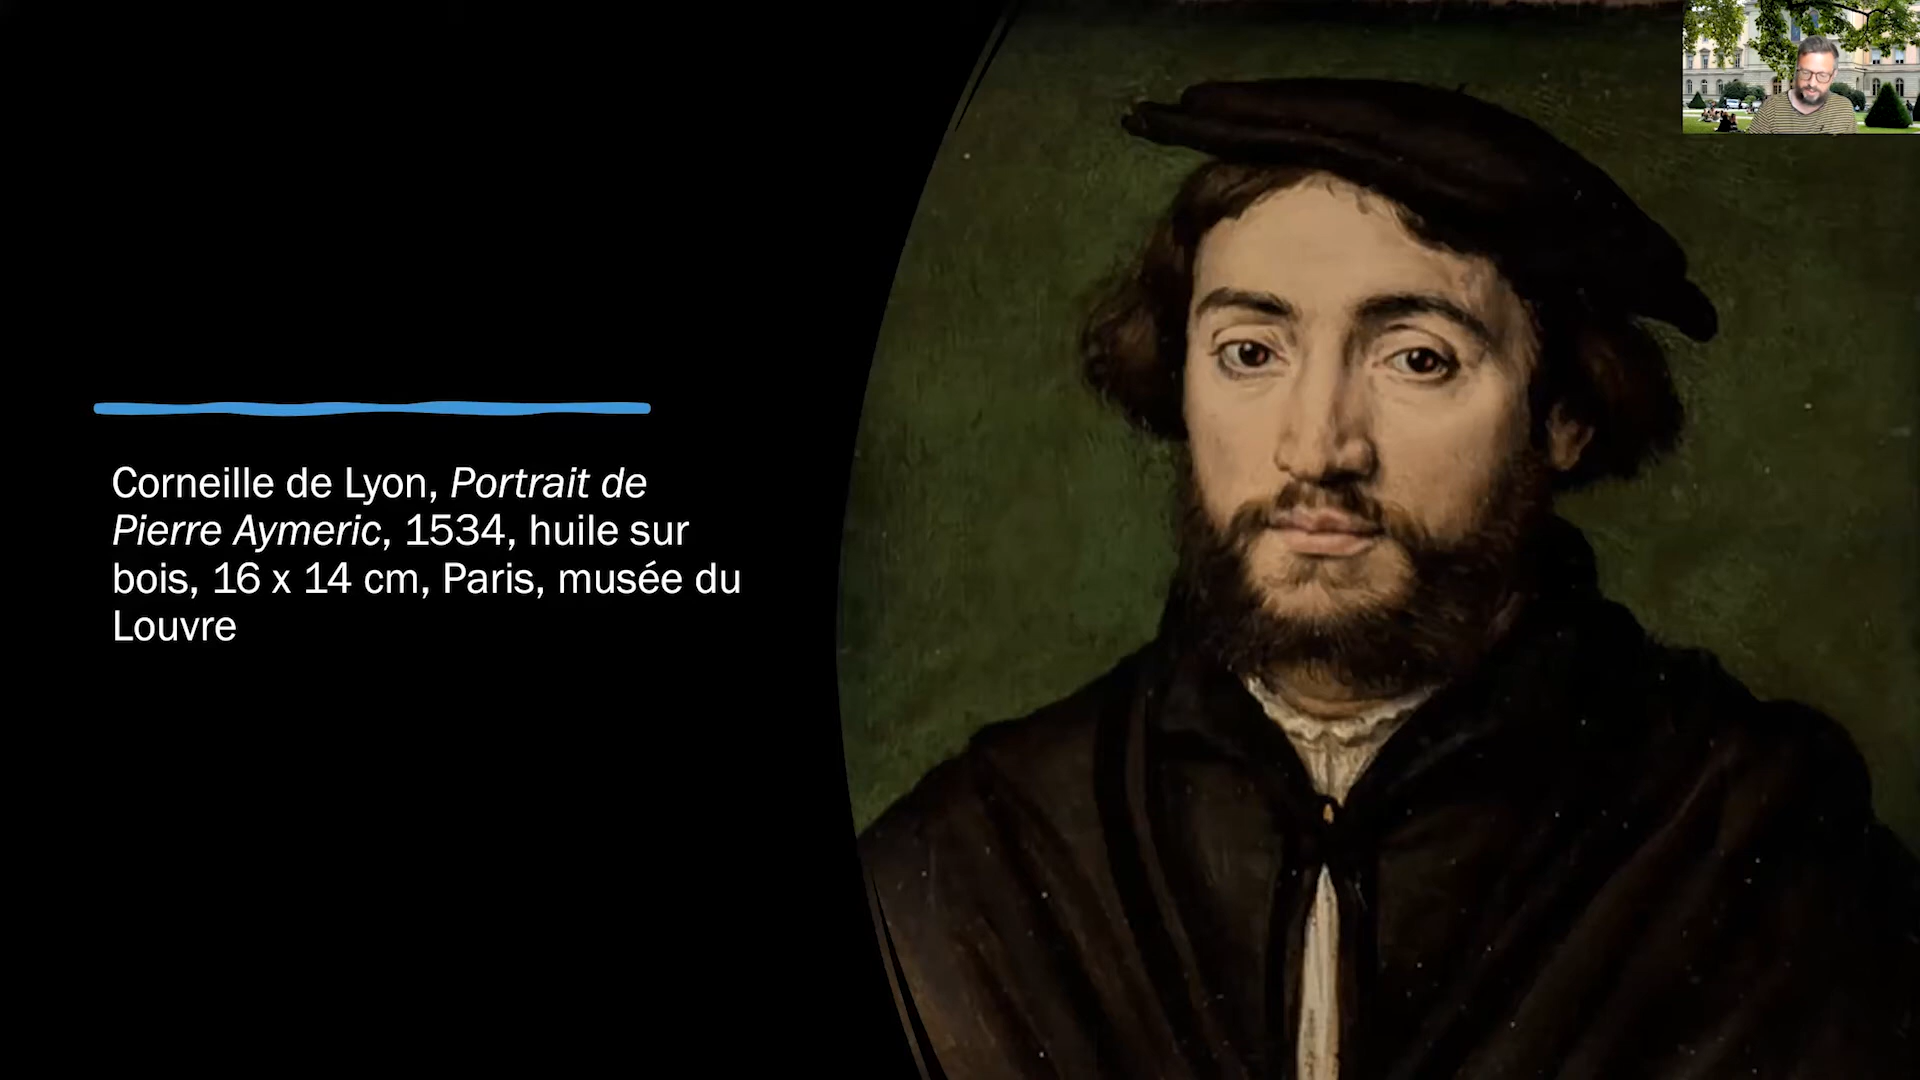 Corneille de Lyon, Portrait de
Pierre Aymeric, 1534, huile sur
bois, 16 x 14 cm, Paris, musée du
Louvre